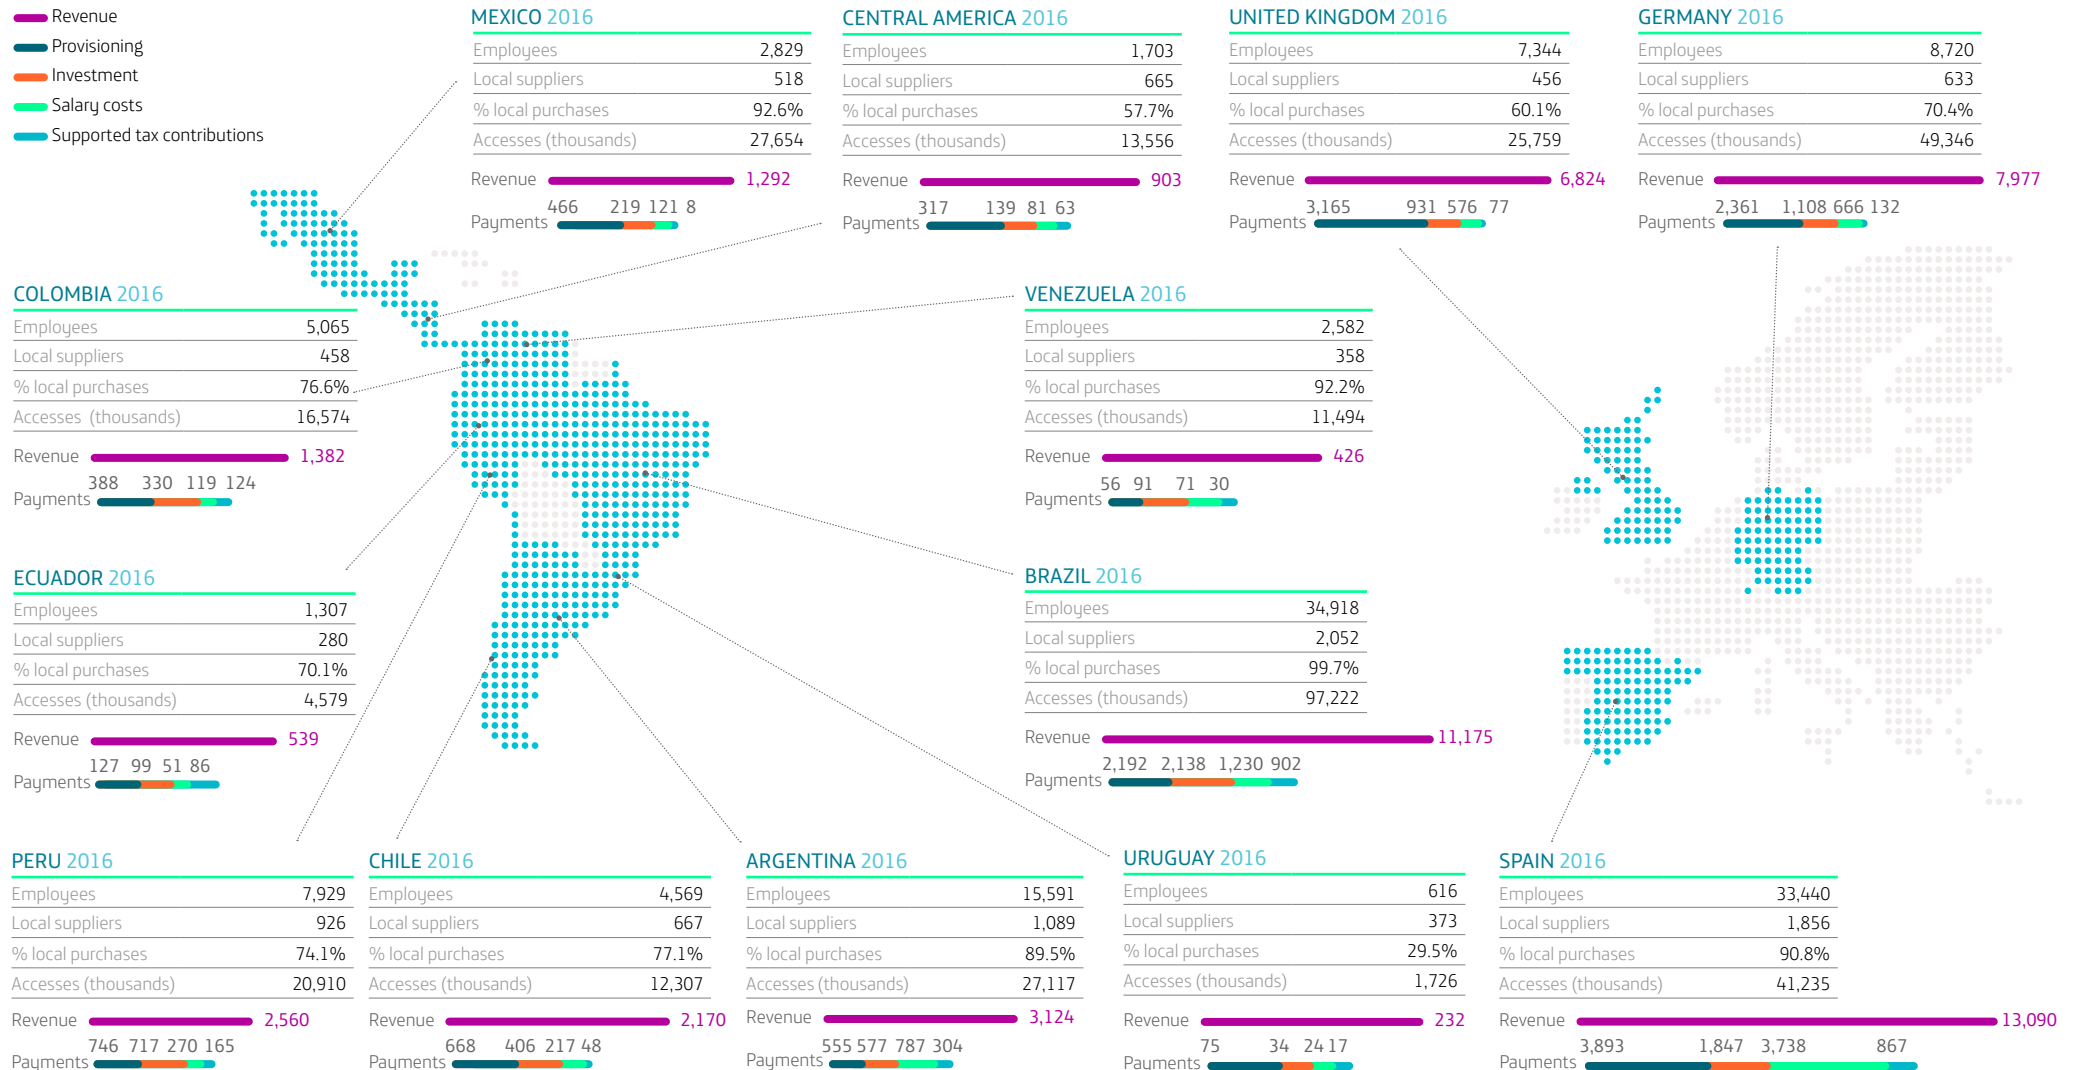 Revenue
Provisioning
Investment
Salary costs
Supported tax contributions
MEXICO 2016
Employees 2,829
Local suppliers 518
% local purchases 92.6%
Accesses (thousands) 27,654
Revenue 1,292
466 219 121 8
Payments
CENTRAL AMERICA 2016
Employees 1,703
Local suppliers 665
% local purchases 57.7%
Accesses (thousands) 13,556
Revenue 903
317 139 81 63
Payments
UNITED KINGDOM 2016
Employees 7,344
Local suppliers 456
% local purchases 60.1%
Accesses (thousands) 25,759
Revenue 6,824
3,165 931 576 77
Payments
GERMANY 2016
Employees 8,720
Local suppliers 633
% local purchases 70.4%
Accesses (thousands) 49,346
Revenue 7,977
2,361 1,108 666 132
Payments
COLOMBIA 2016
Employees 5,065
Local suppliers 458
% local purchases 76.6%
Accesses (thousands) 16,574
Revenue 1,382
388 330 119 124
Payments
VENEZUELA 2016
Employees 2,582
Local suppliers 358
% local purchases 92.2%
Accesses (thousands) 11,494
Revenue 426
56 91 71 30
Payments
ECUADOR 2016
Employees 1,307
Local suppliers 280
% local purchases 70.1%
Accesses (thousands) 4,579
Revenue 539
127 99 51 86
Payments
BRAZIL 2016
Employees 34,918
Local suppliers 2,052
% local purchases 99.7%
Accesses (thousands) 97,222
Revenue 11,175
2,192 2,138 1,230 902
Payments
PERU 2016
Employees 7,929
Local suppliers 926
% local purchases 74.1%
Accesses (thousands) 20,910
Revenue 2,560
746 717 270 165
Payments
CHILE 2016
Employees 4,569
Local suppliers 667
% local purchases 77.1%
Accesses (thousands) 12,307
Revenue 2,170
668 406 217 48
Payments
ARGENTINA 2016
Employees 15,591
Local suppliers 1,089
% local purchases 89.5%
Accesses (thousands) 27,117
Revenue 3,124
555 577 787 304
Payments
URUGUAY 2016
Employees 616
Local suppliers 373
% local purchases 29.5%
Accesses (thousands) 1,726
Revenue 232
75 34 24 17
Payments
SPAIN 2016
Employees 33,440
Local suppliers 1,856
% local purchases 90.8%
Accesses (thousands) 41,235
Revenue 13,090
3,893 1,847 3,738 867
Payments